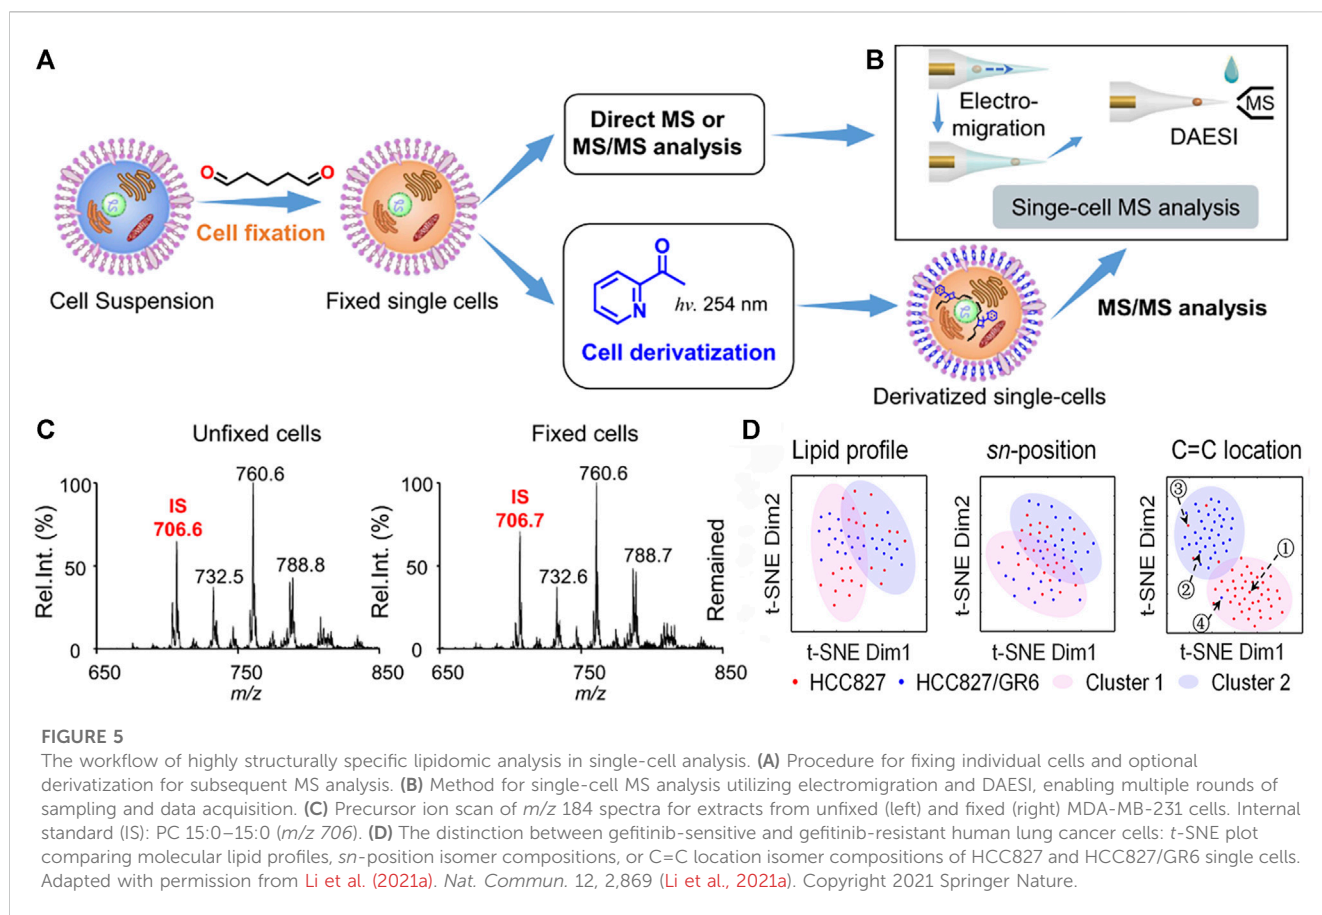 A
O
O
Cell fixation
Cell Suspension
Fixed single cells
Direct MS or
MS/MS analysis
O
N
hv. 254 nm
Cell derivatization
B
Electro-
migration
MS
DAESI
Singe-cell MS analysis
MS/MS analysis
Derivatized single-cells
C
Unfixed cells
Fixed cells
Rel.Int. (%)
100
50
0
IS
706.6
732.5
760.6
788.8
650
750
850
m/z
Rel.Int. (%)
100
50
0
IS
706.7
732.6
760.6
788.7
650
750
850
m/z
Remained
D
Lipid profile
sn-position
C=C location
t-SNE Dim2
t-SNE Dim1
t-SNE Dim2
t-SNE Dim1
t-SNE Dim2
t-SNE Dim1
③
①
②
④
HCC827
HCC827/GR6
Cluster 1
Cluster 2
FIGURE 5
The workflow of highly structurally specific lipidomic analysis in single-cell analysis. (A) Procedure for fixing individual cells and optional
derivatization for subsequent MS analysis. (B) Method for single-cell MS analysis utilizing electromigration and DAESI, enabling multiple rounds of
sampling and data acquisition. (C) Precursor ion scan of m/z 184 spectra for extracts from unfixed (left) and fixed (right) MDA-MB-231 cells. Internal
standard (IS): PC 15:0–15:0 (m/z 706). (D) The distinction between gefitinib-sensitive and gefitinib-resistant human lung cancer cells: t-SNE plot
comparing molecular lipid profiles, sn-position isomer compositions, or C=C location isomer compositions of HCC827 and HCC827/GR6 single cells.
Adapted with permission from Li et al. (2021a). Nat. Commun. 12, 2,869 (Li et al., 2021a). Copyright 2021 Springer Nature.